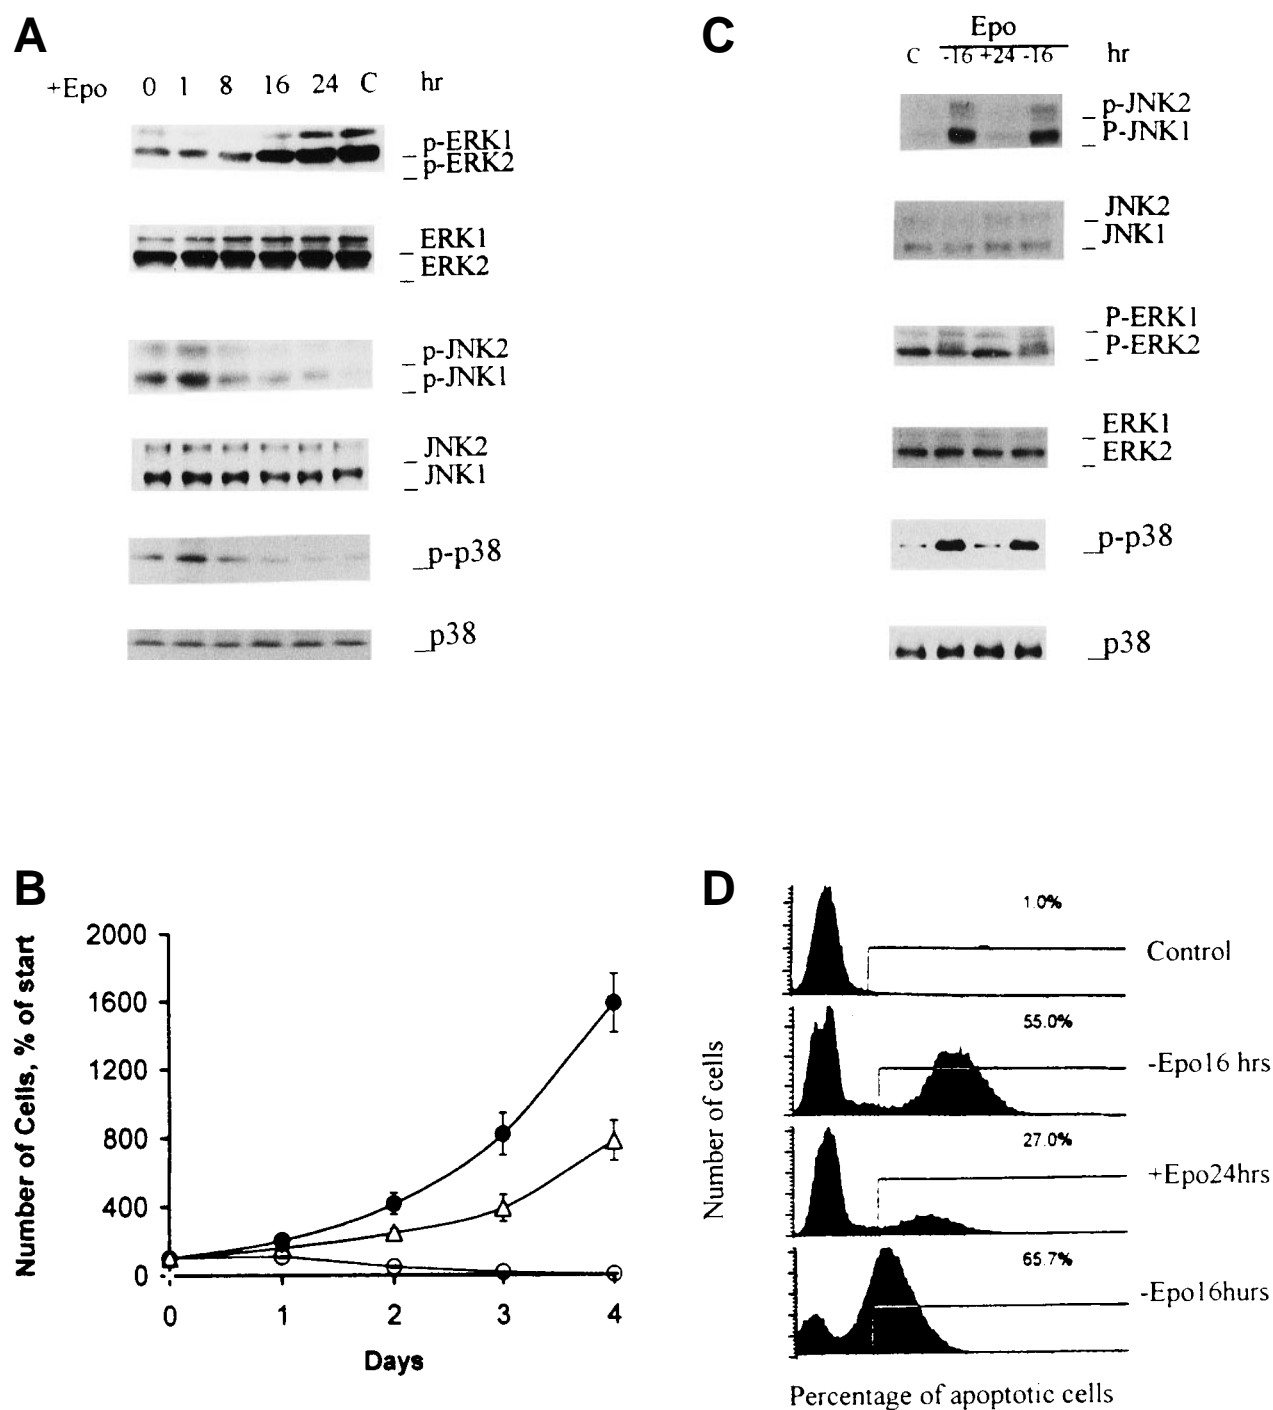 A
+Epo 0 1 8 16 24 C hr
p-ERK1
p-ERK2
ERK1
ERK2
p-JNK2
p-JNK1
JNK2
JNK1
p-p38
p38
C
Epo
C -16 +24 -16 hr
p-JNK2
P-JNK1
JNK2
JNK1
P-ERK1
P-ERK2
ERK1
ERK2
p-p38
p38
B
Number of Cells, % of start
2000
1600
1200
800
400
0
0 1 2 3 4
Days
D
Number of cells
1.0%
Control
55.0%
-Epo16 hrs
27.0%
+Epo24hrs
65.7%
-Epo16hurs
Percentage of apoptotic cells